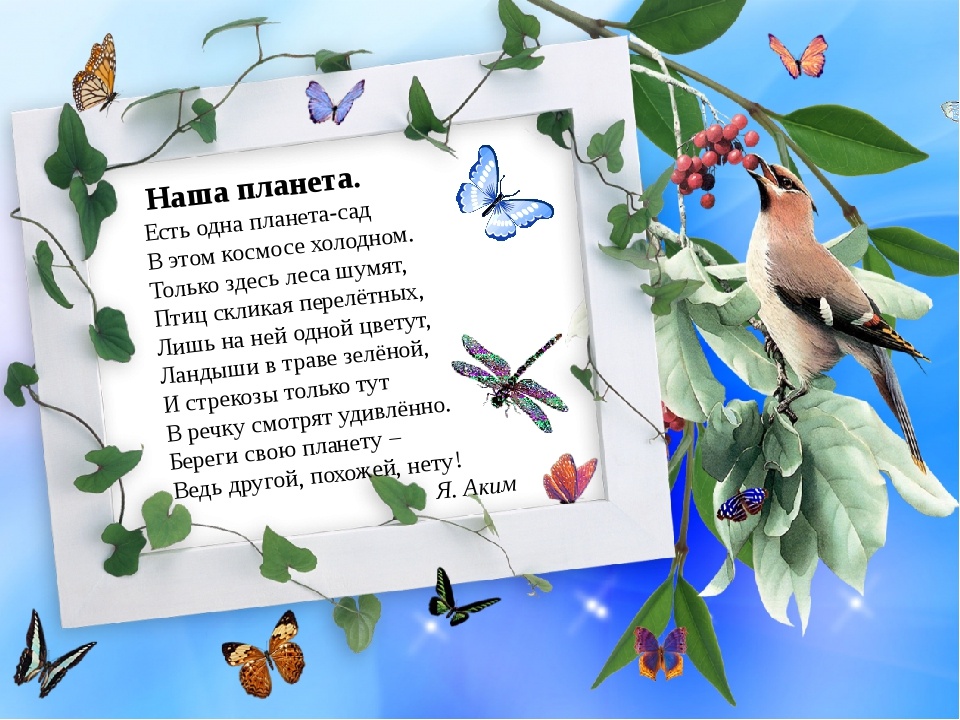 Наша планета.
Есть одна планета-сад
В этом космосе холодном.
Только здесь леса шумят,
Птиц скликая перелётных,
Лишь на ней одной цветут,
Ландыши в траве зелёной,
И стрекозы только тут
В речку смотрят удивлённо.
Береги свою планету –
Ведь другой, похожей, нету!
Я. Аким